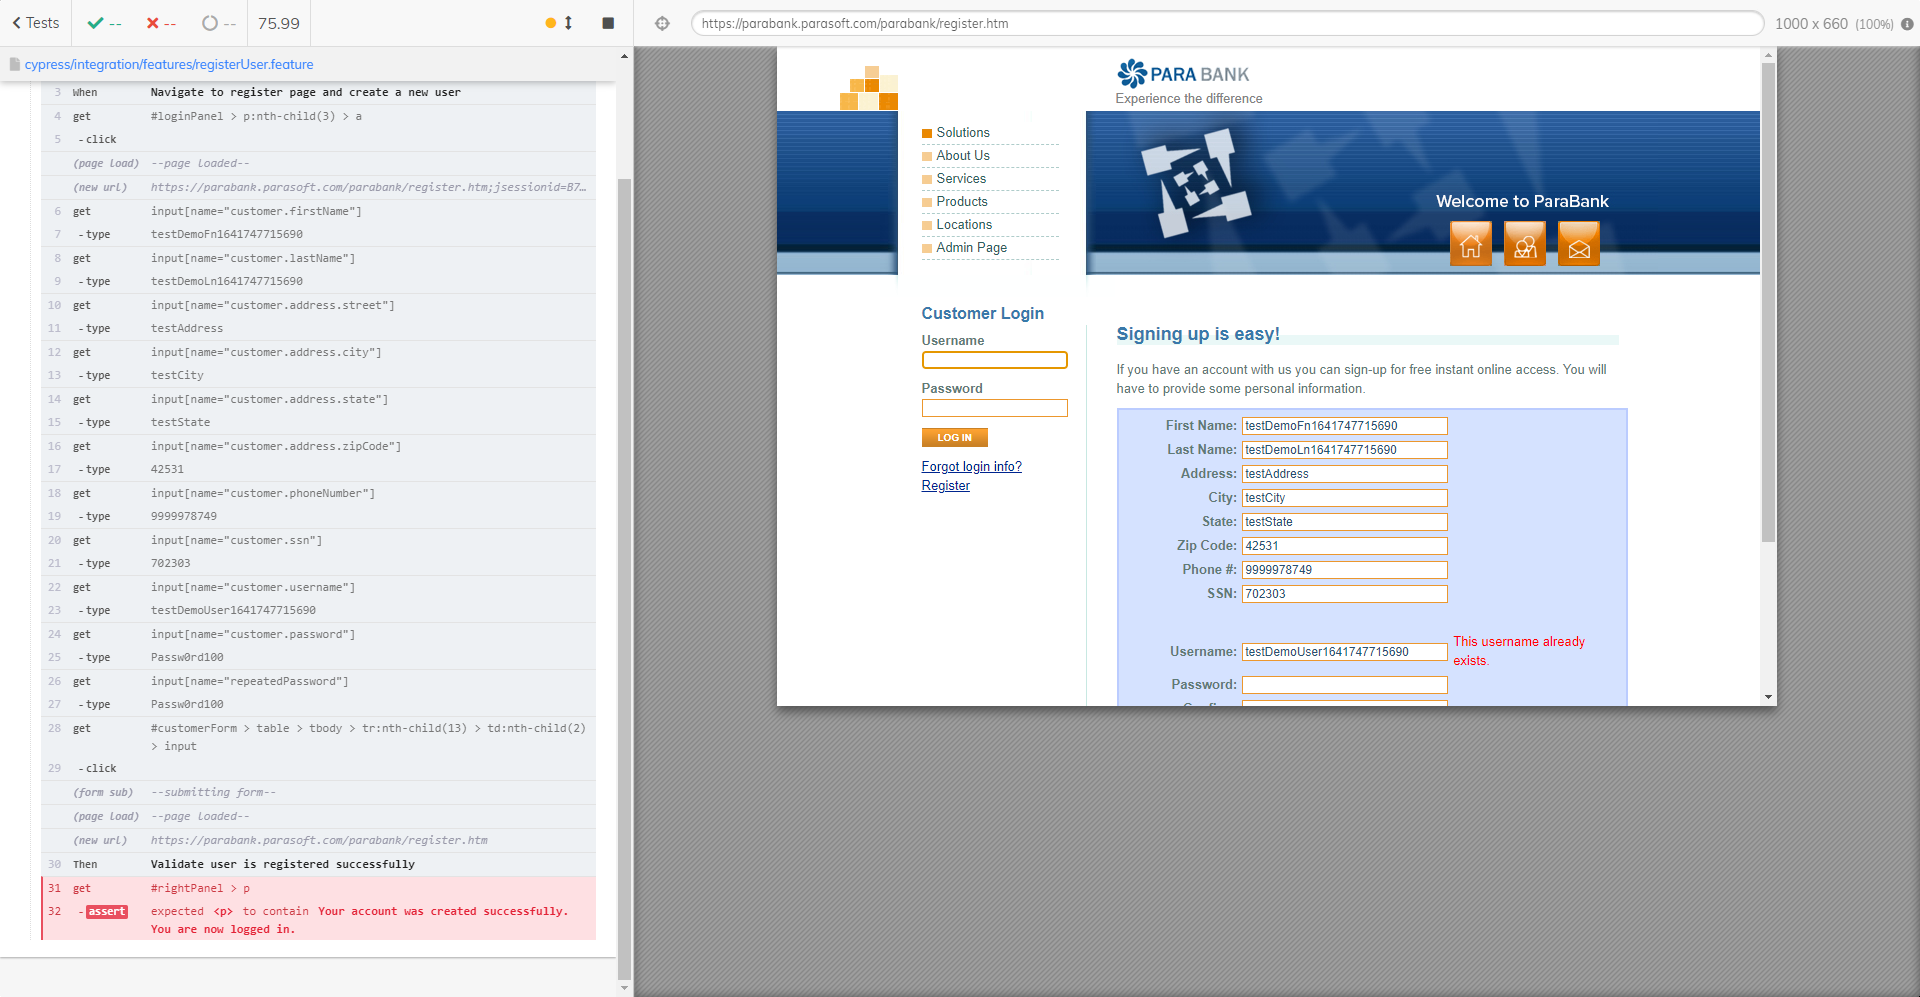 Tests
--
--
--
75.99
cypress/integration/features/registerUser.feature
3 When Navigate to register page and create a new user
4 get #loginPanel > p:nth-child(3) > a
5 -click
(page load) --page loaded--
(new url) https://parabank.parasoft.com/parabank/register.htm;jsessionid=B7…
6 get input[name="customer.firstName"]
7 -type testDemoFn1641747715690
8 get input[name="customer.lastName"]
9 -type testDemoLn1641747715690
10 get input[name="customer.address.street"]
11 -type testAddress
12 get input[name="customer.address.city"]
13 -type testCity
14 get input[name="customer.address.state"]
15 -type testState
16 get input[name="customer.address.zipCode"]
17 -type 42531
18 get input[name="customer.phoneNumber"]
19 -type 9999978749
20 get input[name="customer.ssn"]
21 -type 702303
22 get input[name="customer.username"]
23 -type testDemoUser1641747715690
24 get input[name="customer.password"]
25 -type Passw0rd100
26 get input[name="repeatedPassword"]
27 -type Passw0rd100
28 get #customerForm > table > tbody > tr:nth-child(13) > td:nth-child(2)
> input
29 -click
(form sub) --submitting form--
(page load) --page loaded--
(new url) https://parabank.parasoft.com/parabank/register.htm
30 Then Validate user is registered successfully
31 get #rightPanel > p
32 -assert expected <p> to contain Your account was created successfully.
You are now logged in.
https://parabank.parasoft.com/parabank/register.htm
1000 x 660 (100%)
PARA BANK
Experience the difference
Solutions
About Us
Services
Products
Locations
Admin Page
Welcome to ParaBank
Customer Login
Username
Password
LOG IN
Forgot login info?
Register
Signing up is easy!
If you have an account with us you can sign-up for free instant online access. You will
have to provide some personal information.
First Name: testDemoFn1641747715690
Last Name: testDemoLn1641747715690
Address: testAddress
City: testCity
State: testState
Zip Code: 42531
Phone #: 9999978749
SSN: 702303
Username: testDemoUser1641747715690 This username already
exists.
Password: